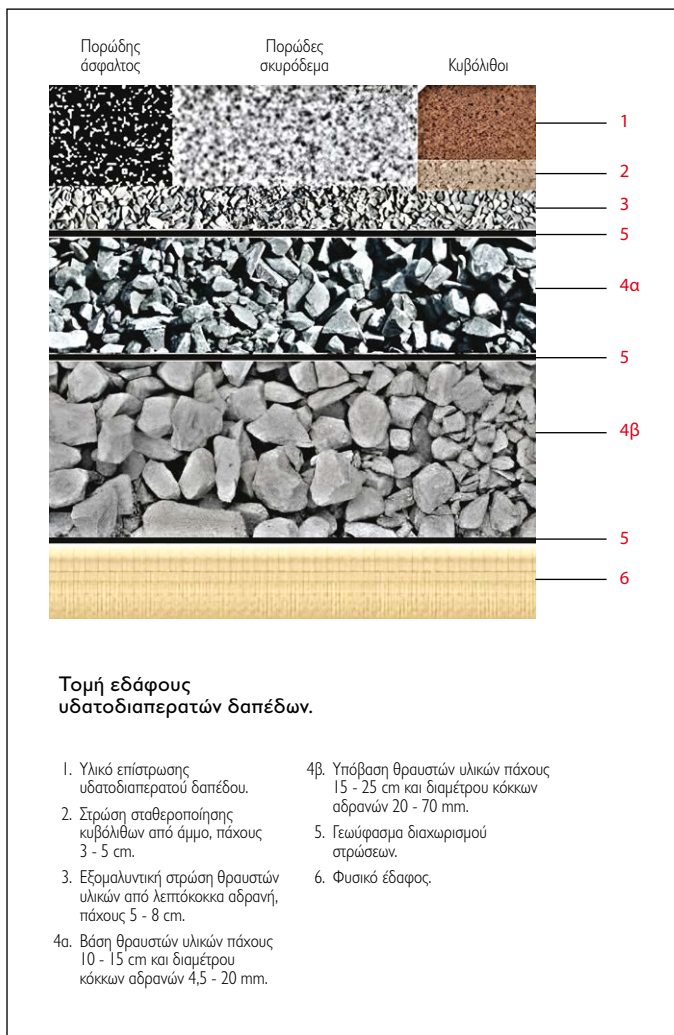 Πορώδης
άσφαλτος
Πορώδες
σκυρόδεμα
Κυβόλιθοι
1
2
3
5
4α
5
4β
5
6
Τομή εδάφους
υδατοδιαπερατών δαπέδων.
1. Υλικό επίστρωσης
υδατοδιαπερατού δαπέδου.
2. Στρώση σταθεροποίησης
κυβόλιθων από άμμο, πάχους
3 - 5 cm.
3. Εξομαλυντική στρώση θραυστών
υλικών από λεπτόκοκκα αδρανή,
πάχους 5 - 8 cm.
4α. Βάση θραυστών υλικών πάχους
10 - 15 cm και διαμέτρου
κόκκων αδρανών 4,5 - 20 mm.
4β. Υπόβαση θραυστών υλικών πάχους
15 - 25 cm και διαμέτρου κόκκων
αδρανών 20 - 70 mm.
5. Γεωύφασμα διαχωρισμού
στρώσεων.
6. Φυσικό έδαφος.